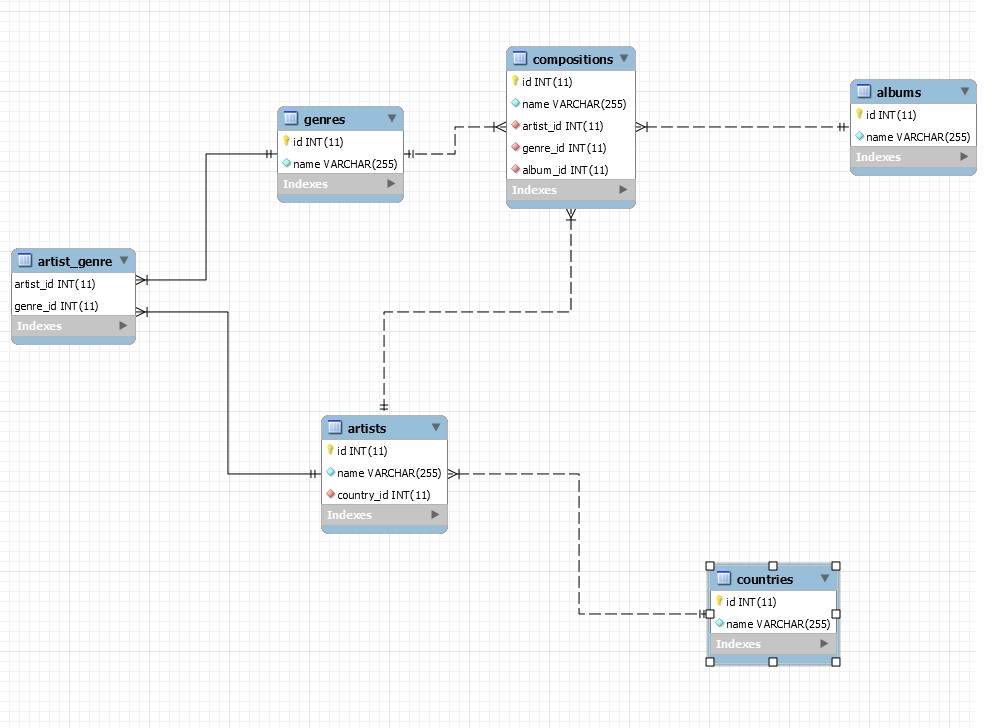 compositions
id INT(11)
name VARCHAR(255)
artist_id INT(11)
genre_id INT(11)
album_id INT(11)
Indexes
albums
id INT(11)
name VARCHAR(255)
Indexes
genres
id INT(11)
name VARCHAR(255)
Indexes
artist_genre
artist_id INT(11)
genre_id INT(11)
Indexes
artists
id INT(11)
name VARCHAR(255)
country_id INT(11)
Indexes
countries
id INT(11)
name VARCHAR(255)
Indexes